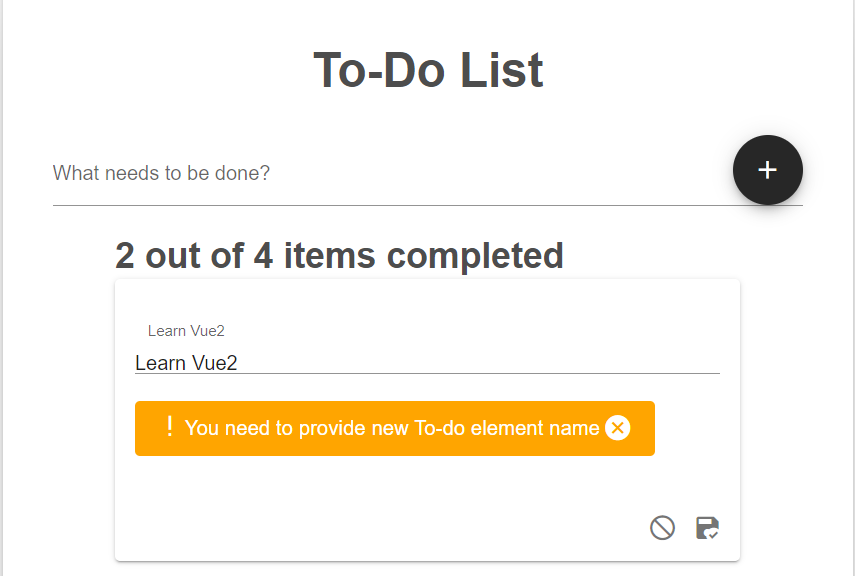 To-Do List
What needs to be done?
+
2 out of 4 items completed
Learn Vue2
Learn Vue2
! You need to provide new To-do element name